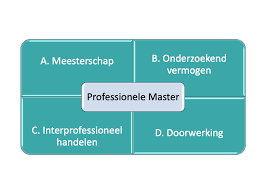 A. Meesterschap
B. Onderzoekend
vermogen
Professionele Master
C. Interprofessioneel
handelen
D. Doorwerking